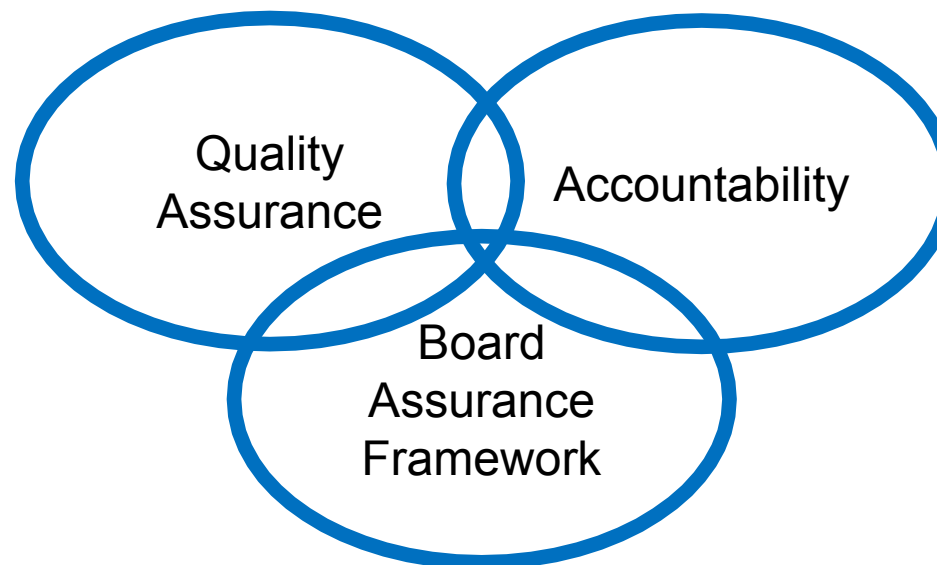 Quality
Assurance
Accountability
Board
Assurance
Framework